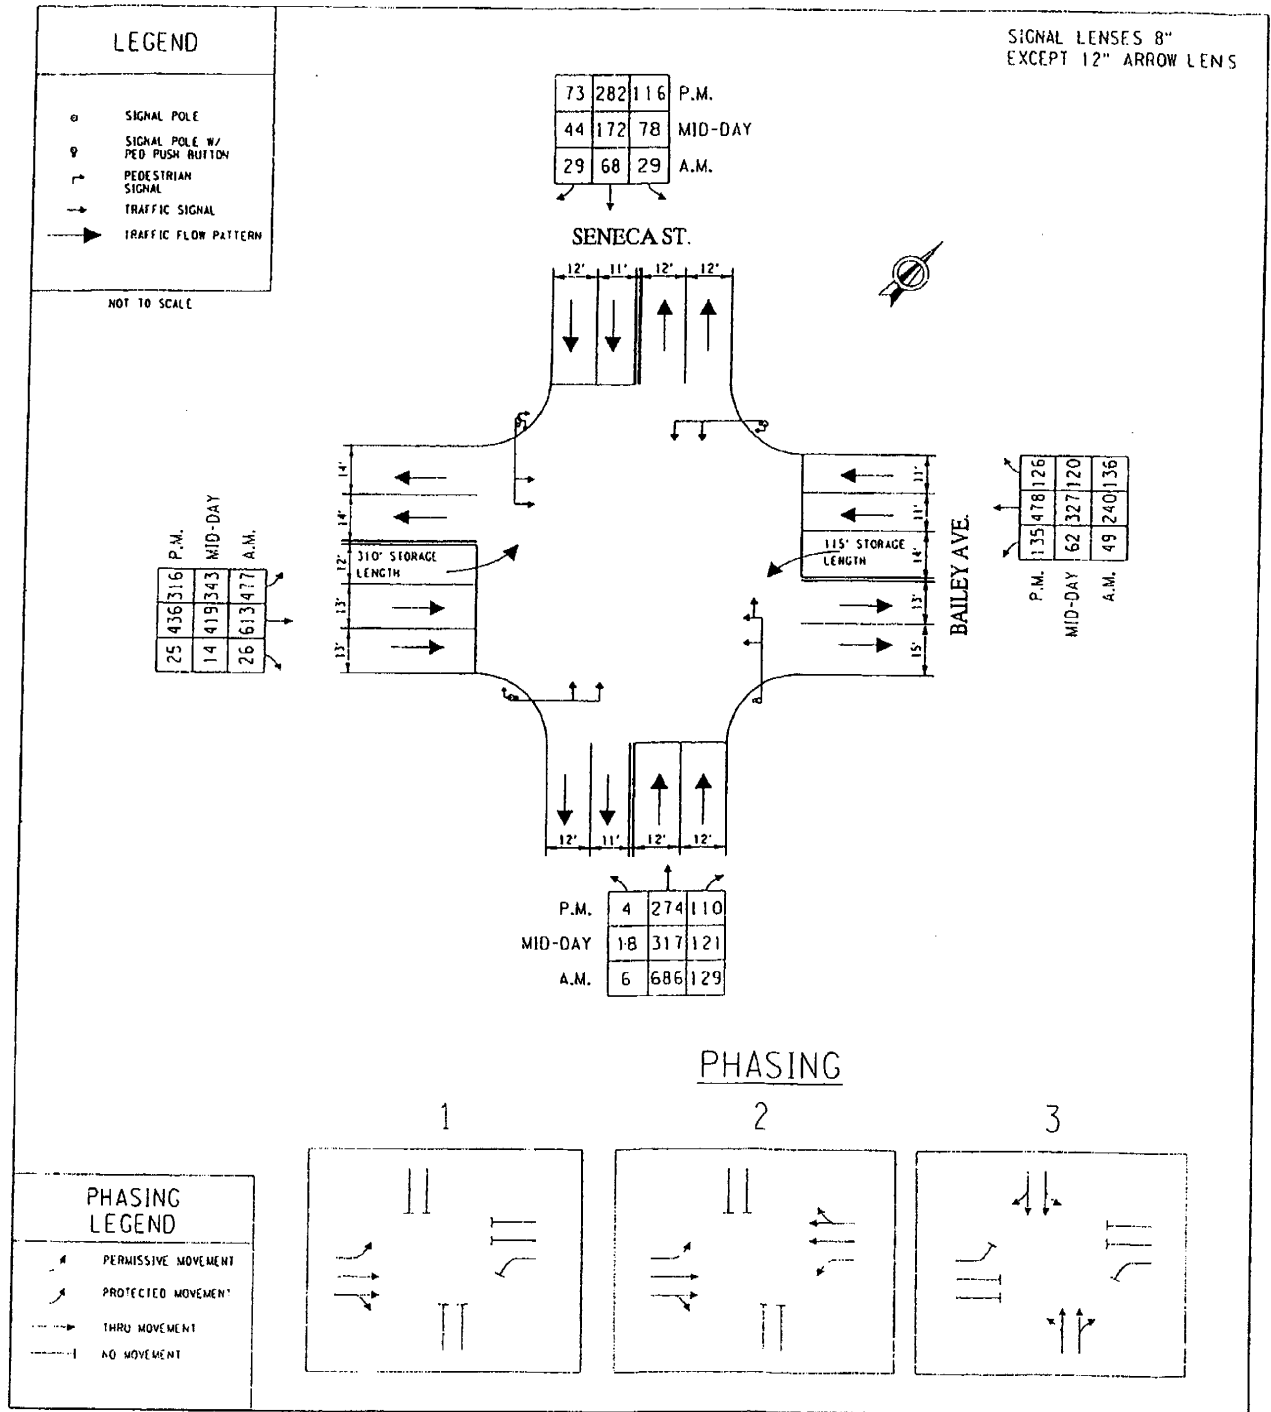 LEGEND
SIGNAL POLE
SIGNAL POLE W/
PED PUSH BUTTON
PEDESTRIAN
SIGNAL
TRAFFIC SIGNAL
TRAFFIC FLOW PATTERN
NOT TO SCALE
SIGNAL LENSES 8"
EXCEPT 12" ARROW LENS
73 282 116 P.M.
44 172 78 MID-DAY
29 68 29 A.M.
SENECA ST.
12' 11' 12' 12'
14'
14'
12'
13'
13'
310' STORAGE
LENGTH
115' STORAGE
LENGTH
11'
11'
14'
13'
15'
BAILEY AVE.
P.M. MID-DAY A.M.
316 343 477
436 419 613
25 14 26
126 120 136
478 327 240
135 62 49
P.M. MID-DAY A.M.
12' 11' 12' 12'
P.M. 4 274 110
MID-DAY 18 317 121
A.M. 6 686 129
PHASING
1 2 3
PHASING
LEGEND
PERMISSIVE MOVEMENT
PROTECTED MOVEMENT
THRU MOVEMENT
NO MOVEMENT